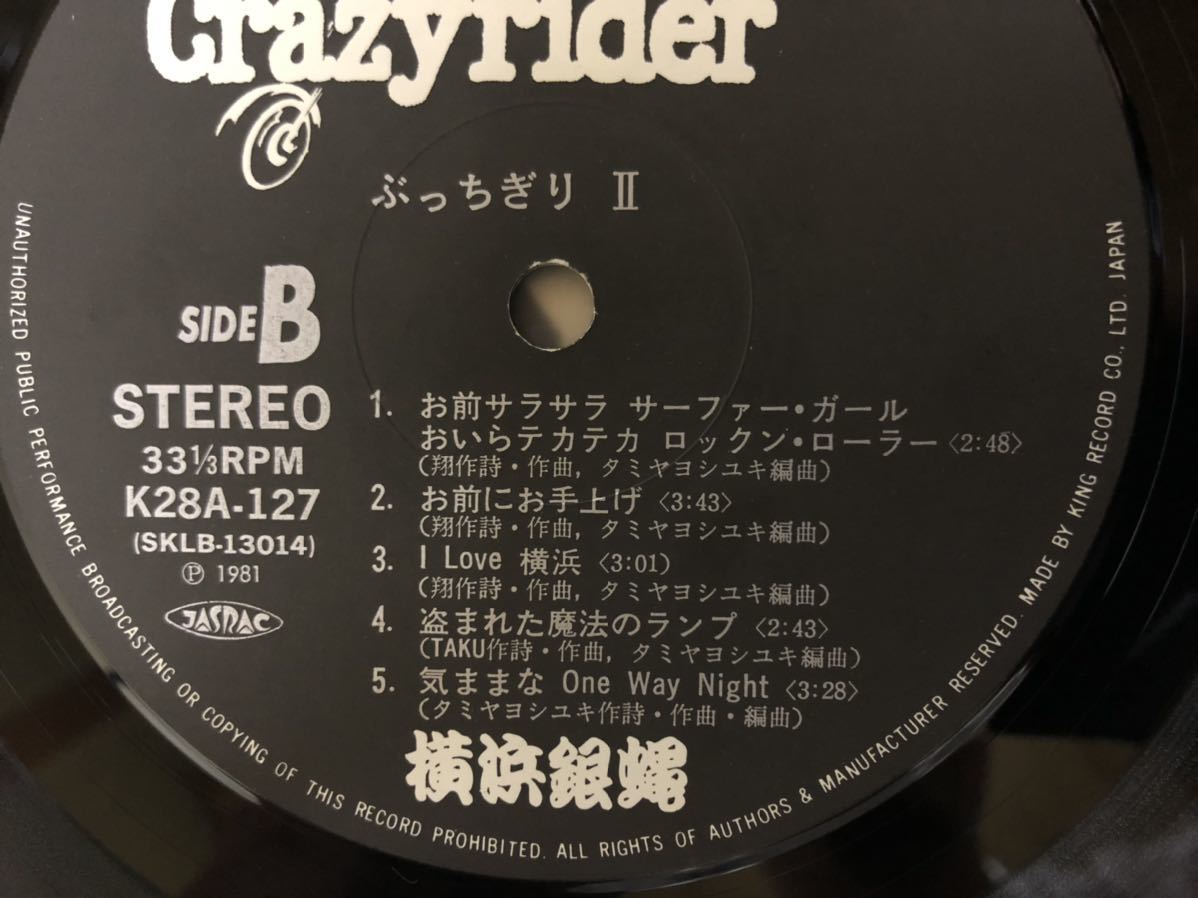 Crazyrider
ぶっちぎり Ⅱ
SIDE B
STEREO
33⅓RPM
K28A-127
(SKLB-13014)
Ⓟ 1981
JASRAC
1. お前サラサラ サーファー・ガール
おいらテカテカ ロックン・ローラー〈2:48〉
(翔作詩・作曲, タミヤヨシユキ編曲)
2. お前にお手上げ〈3:43〉
(翔作詩・作曲, タミヤヨシユキ編曲)
3. I Love 横浜〈3:01〉
(翔作詩・作曲, タミヤヨシユキ編曲)
4. 盗まれた魔法のランプ〈2:43〉
(TAKU作詩・作曲, タミヤヨシユキ編曲)
5. 気ままな One Way Night〈3:28〉
(タミヤヨシユキ作詩・作曲・編曲)
横浜銀蝿
UNAUTHORIZED PUBLIC PERFORMANCE BROADCASTING OR COPYING OF THIS RECORD PROHIBITED. ALL RIGHTS OF AUTHORS & MANUFACTURER RESERVED. MADE BY KING RECORD CO., LTD. JAPAN